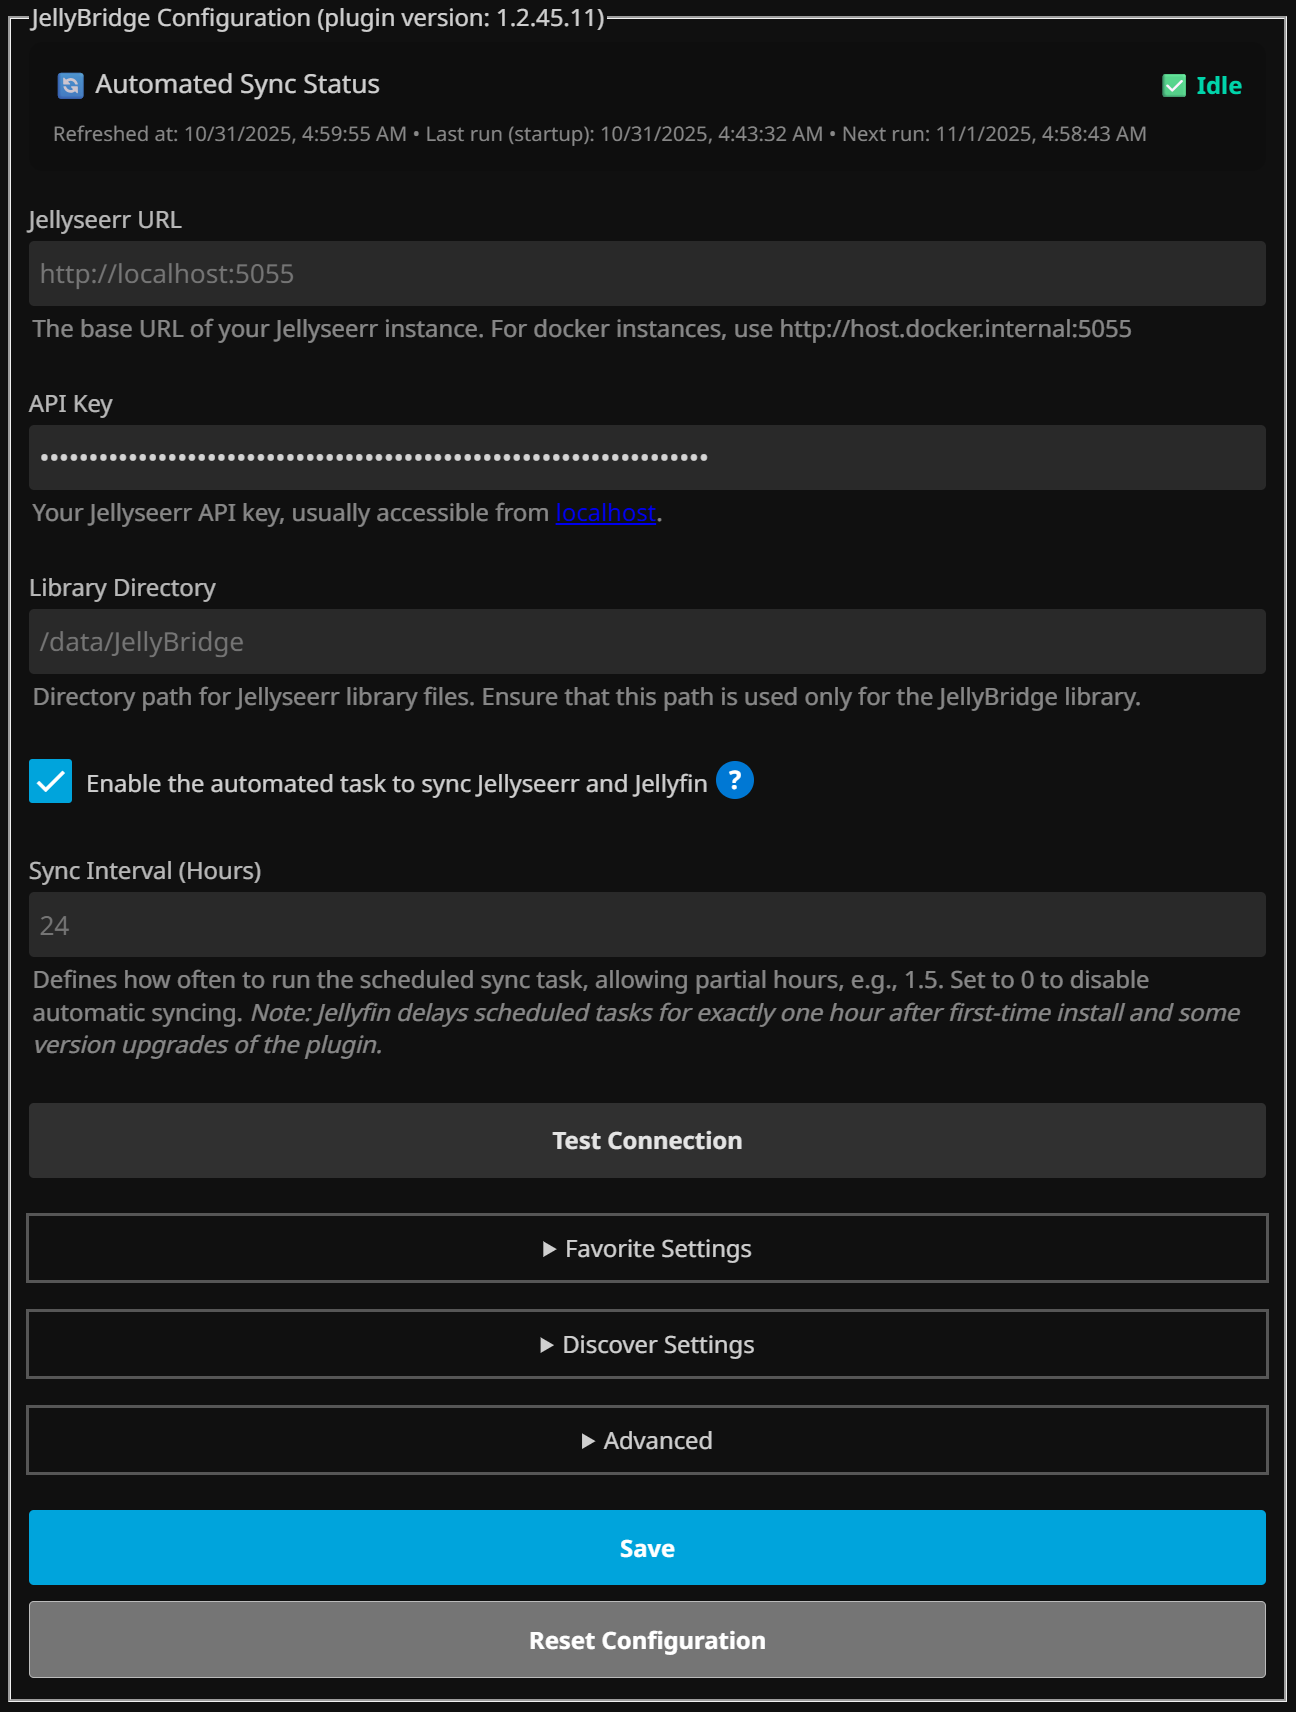 JellyBridge Configuration (plugin version: 1.2.45.11)
Automated Sync Status
Idle
Refreshed at: 10/31/2025, 4:59:55 AM • Last run (startup): 10/31/2025, 4:43:32 AM • Next run: 11/1/2025, 4:58:43 AM
Jellyseerr URL
http://localhost:5055
The base URL of your Jellyseerr instance. For docker instances, use http://host.docker.internal:5055
API Key
••••••••••••••••••••••••••••••••••••••••••••••••••••••••••••••••••••
Your Jellyseerr API key, usually accessible from localhost.
Library Directory
/data/JellyBridge
Directory path for Jellyseerr library files. Ensure that this path is used only for the JellyBridge library.
Enable the automated task to sync Jellyseerr and Jellyfin ?
Sync Interval (Hours)
24
Defines how often to run the scheduled sync task, allowing partial hours, e.g., 1.5. Set to 0 to disable
automatic syncing. Note: Jellyfin delays scheduled tasks for exactly one hour after first-time install and some
version upgrades of the plugin.
Test Connection
▶ Favorite Settings
▶ Discover Settings
▶ Advanced
Save
Reset Configuration